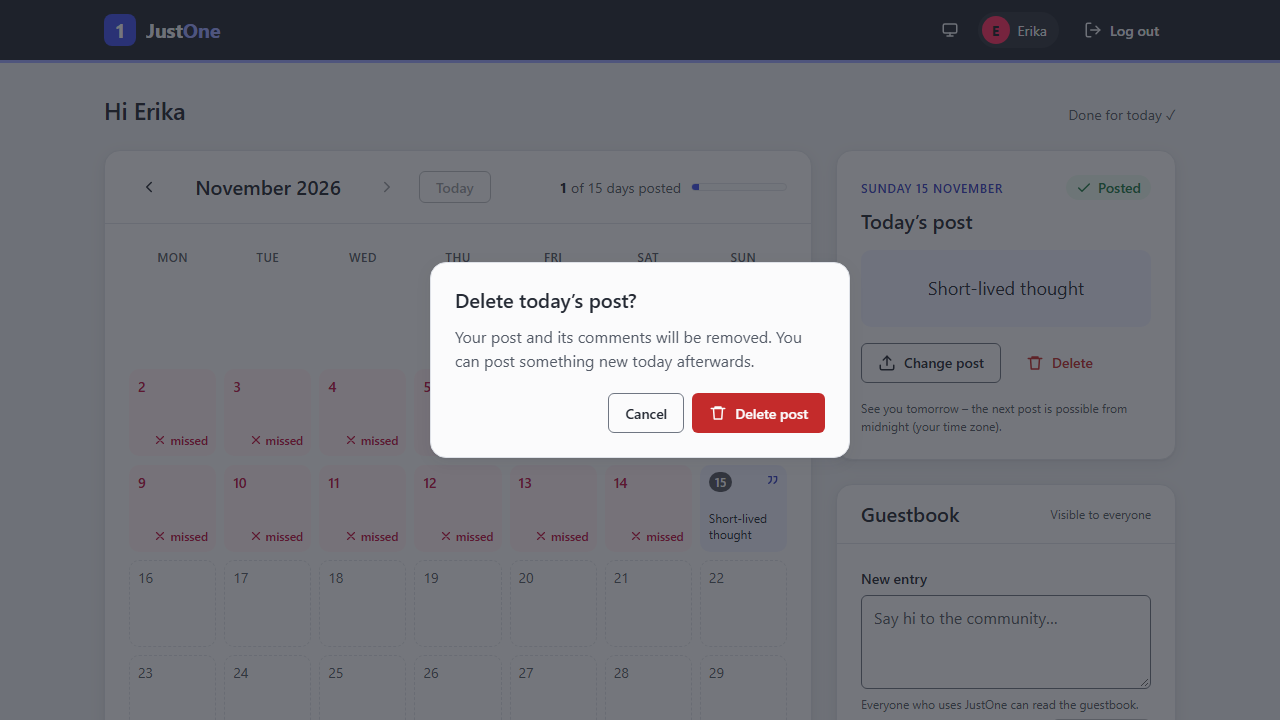 1 JustOne
E Erika
Log out
Hi Erika
Done for today ✓
November 2026
Today
1 of 15 days posted
MON TUE WED THU FRI SAT SUN
2 3 4 5
missed missed missed
9 10 11 12 13 14 15
Short-lived
thought
missed missed missed missed missed missed
16 17 18 19 20 21 22
23 24 25 26 27 28 29
Delete today’s post?
Your post and its comments will be removed. You
can post something new today afterwards.
Cancel
Delete post
SUNDAY 15 NOVEMBER
Posted
Today’s post
Short-lived thought
Change post
Delete
See you tomorrow – the next post is possible from
midnight (your time zone).
Guestbook
Visible to everyone
New entry
Say hi to the community…
Everyone who uses JustOne can read the guestbook.